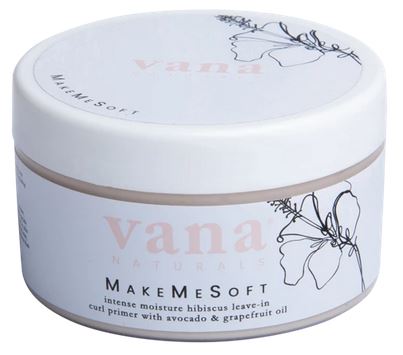 vana
MAKEMESOFT
vana
NATURALS
MAKEMESOFT
intense moisture hibiscus leave-in
curl primer with avocado & grapefruit oil